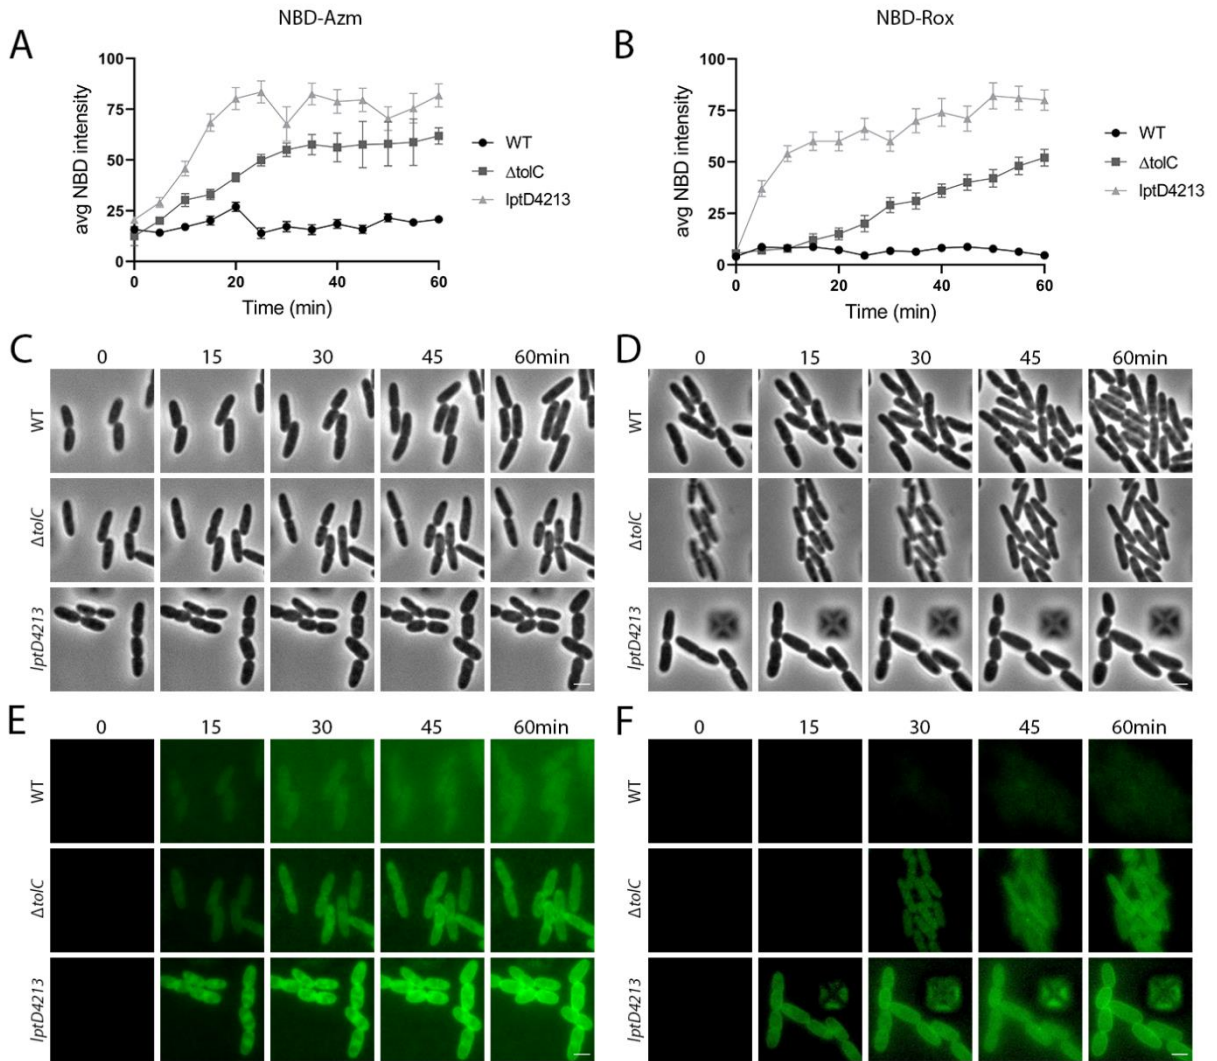 NBD-Azm
NBD-Rox
A
B
100
75
50
25
0
avg NBD intensity
0 20 40 60
Time (min)
WT
ΔtolC
lptD4213
100
75
50
25
0
avg NBD intensity
0 20 40 60
Time (min)
WT
ΔtolC
lptD4213
C
0 15 30 45 60min
WT
ΔtolC
lptD4213
D
0 15 30 45 60min
WT
ΔtolC
lptD4213
E
0 15 30 45 60min
WT
ΔtolC
lptD4213
F
0 15 30 45 60min
WT
ΔtolC
lptD4213